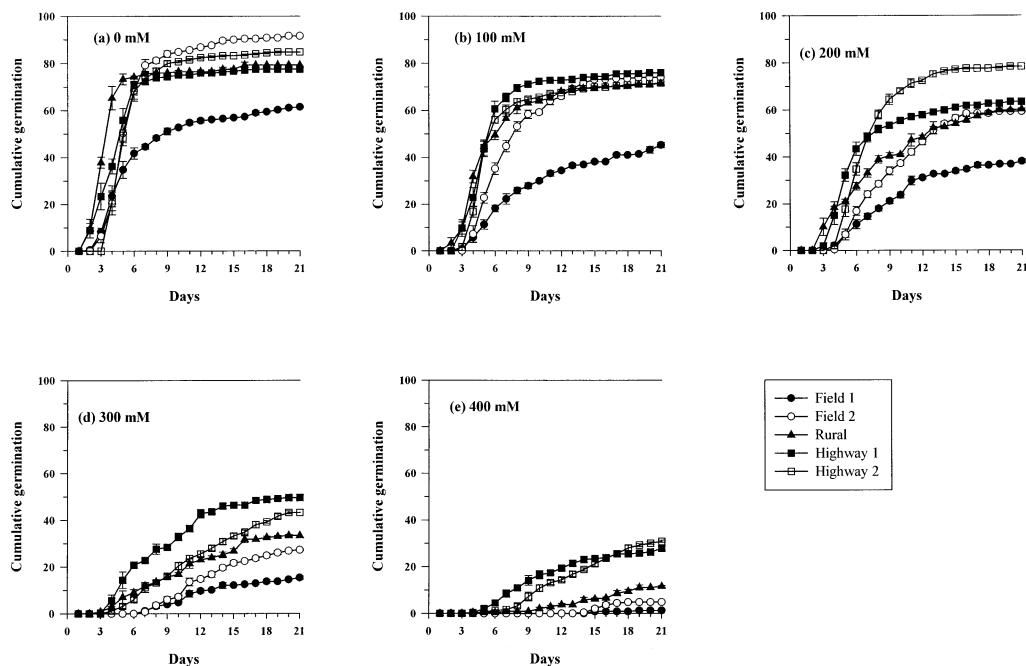 (a) 0 mM
Cumulative germination
100
80
60
40
20
0
0 3 6 9 12 15 18 21
Days
(b) 100 mM
Cumulative germination
100
80
60
40
20
0
0 3 6 9 12 15 18 21
Days
(c) 200 mM
Cumulative germination
100
80
60
40
20
0
0 3 6 9 12 15 18 21
Days
(d) 300 mM
Cumulative germination
100
80
60
40
20
0
0 3 6 9 12 15 18 21
Days
(e) 400 mM
Cumulative germination
100
80
60
40
20
0
0 3 6 9 12 15 18 21
Days
Field 1
Field 2
Rural
Highway 1
Highway 2